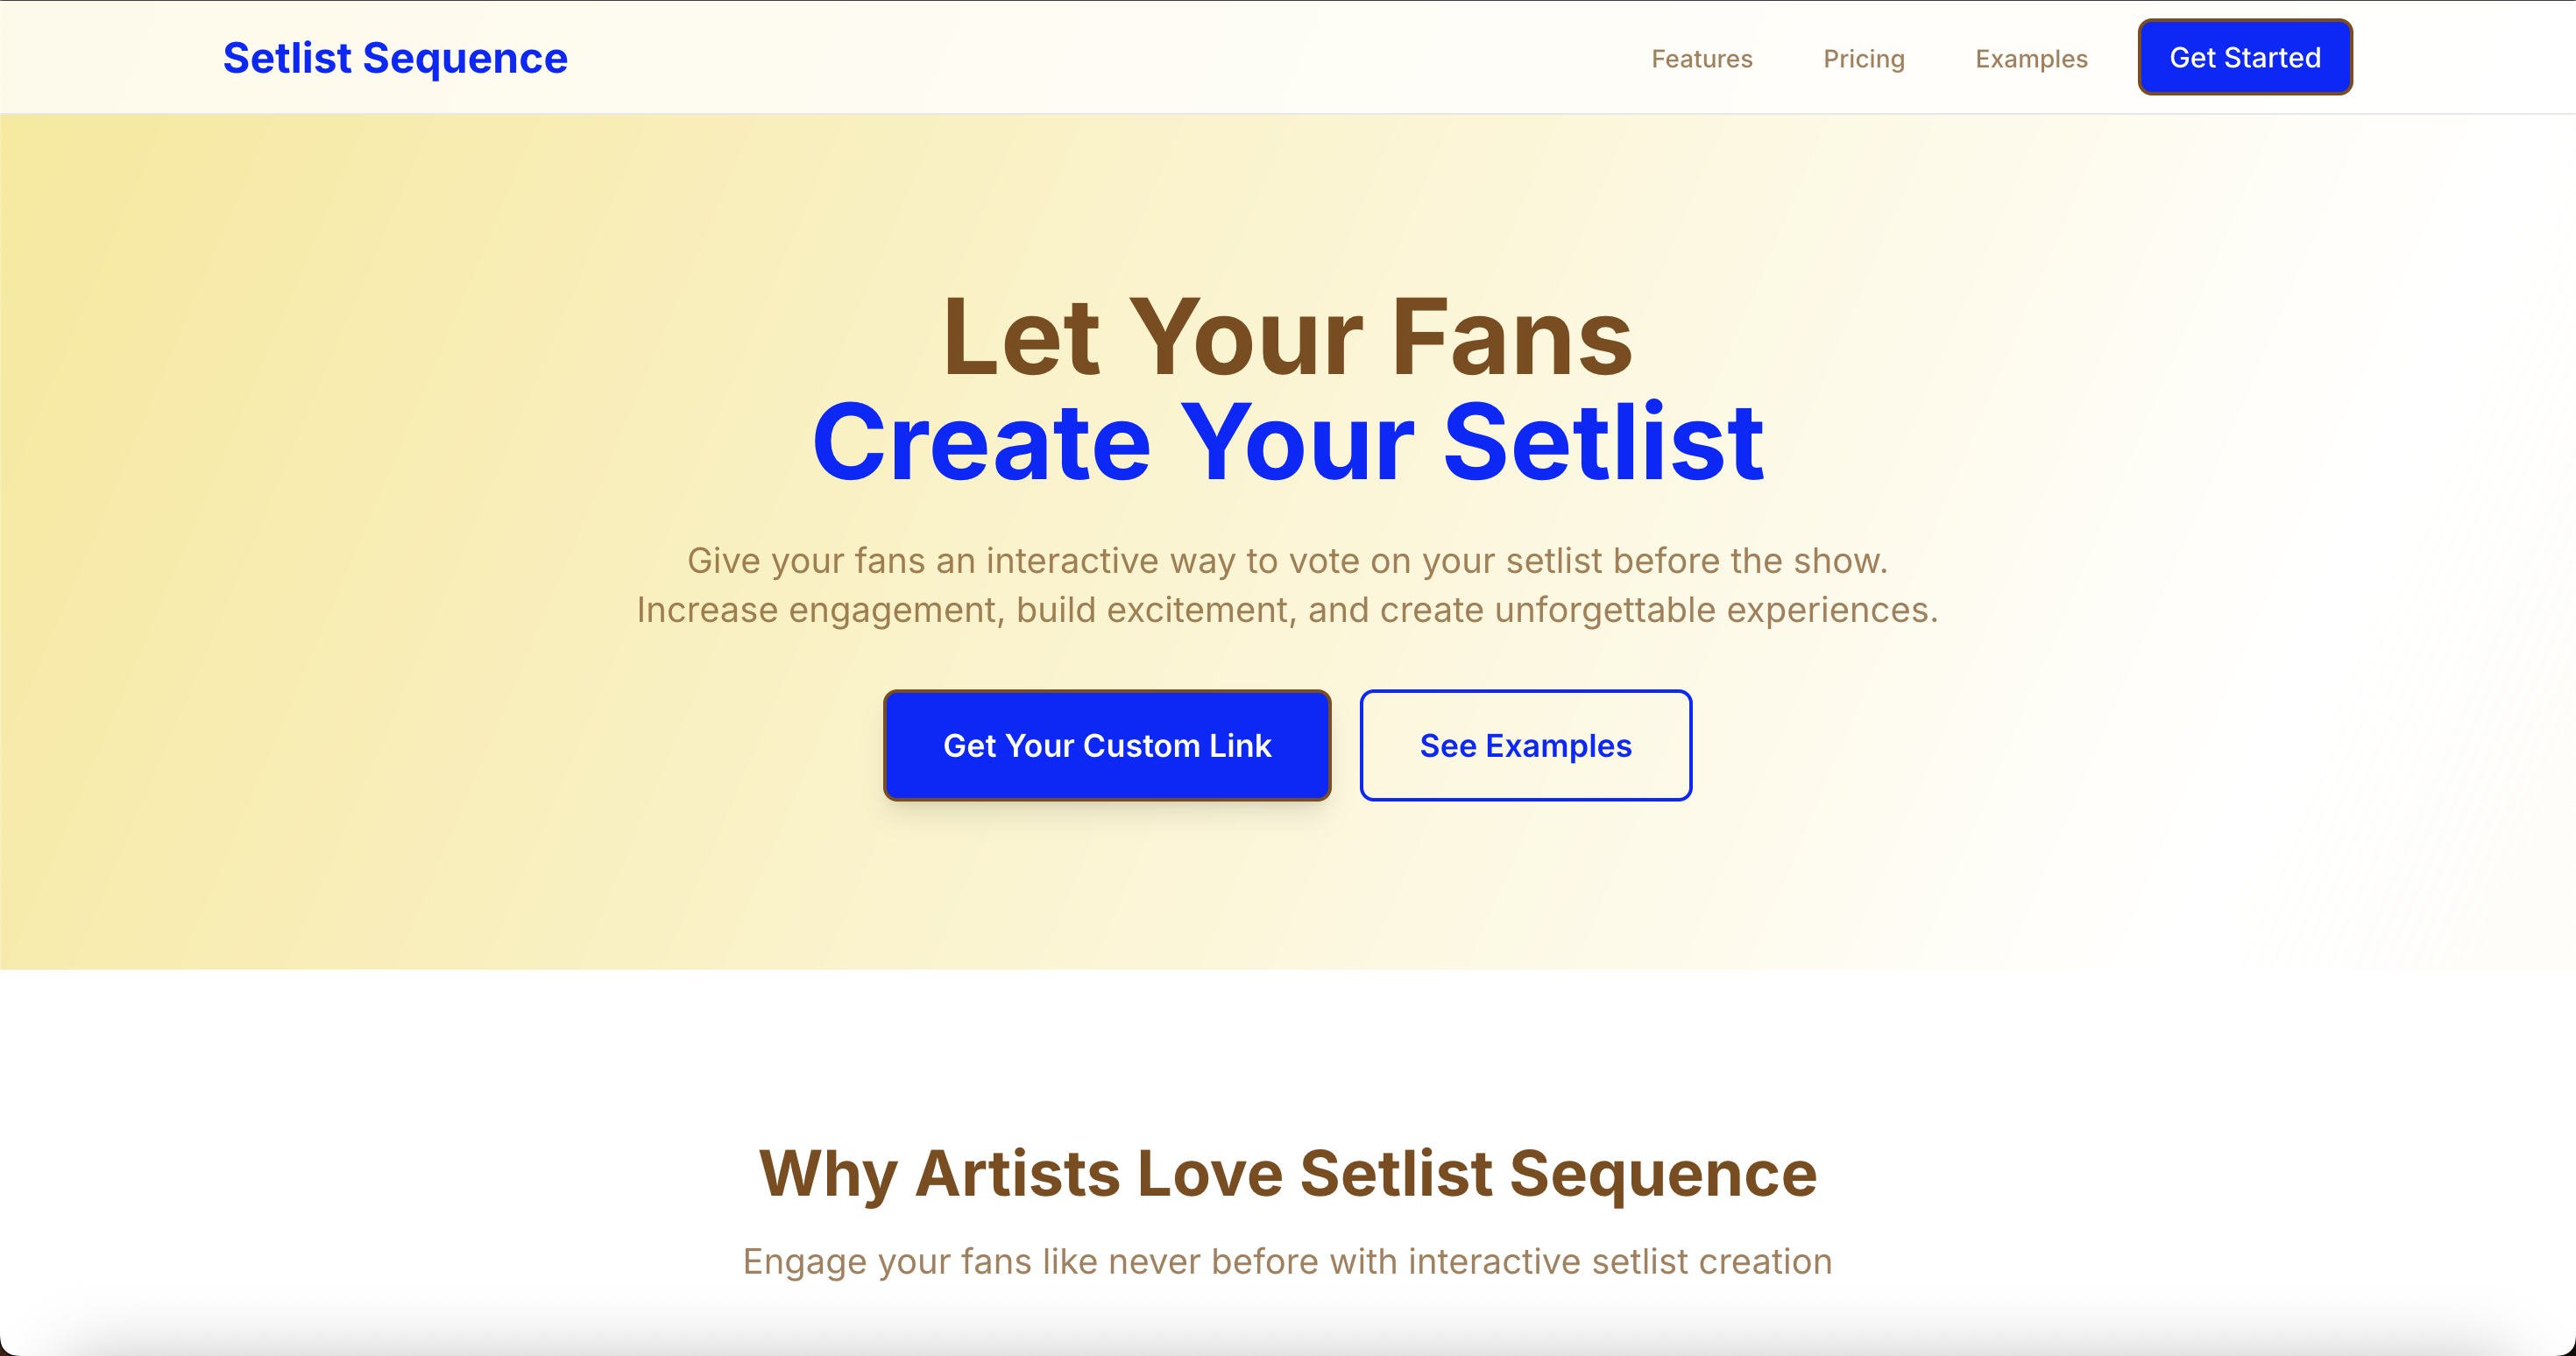 Setlist Sequence
Features
Pricing
Examples
Get Started
Let Your Fans
Create Your Setlist
Give your fans an interactive way to vote on your setlist before the show.
Increase engagement, build excitement, and create unforgettable experiences.
Get Your Custom Link
See Examples
Why Artists Love Setlist Sequence
Engage your fans like never before with interactive setlist creation